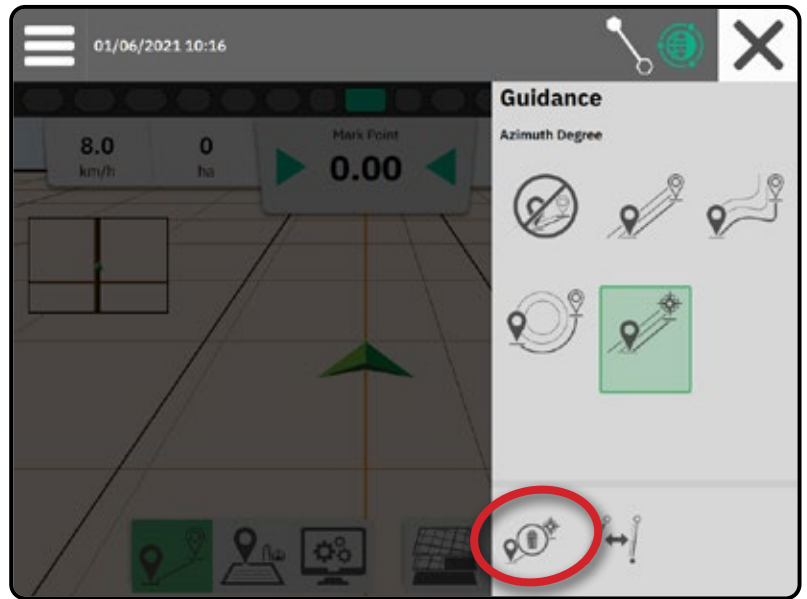 01/06/2021 10:16
Guidance
Azimuth Degree
8.0
km/h
0
ha
Mark Point
0.00